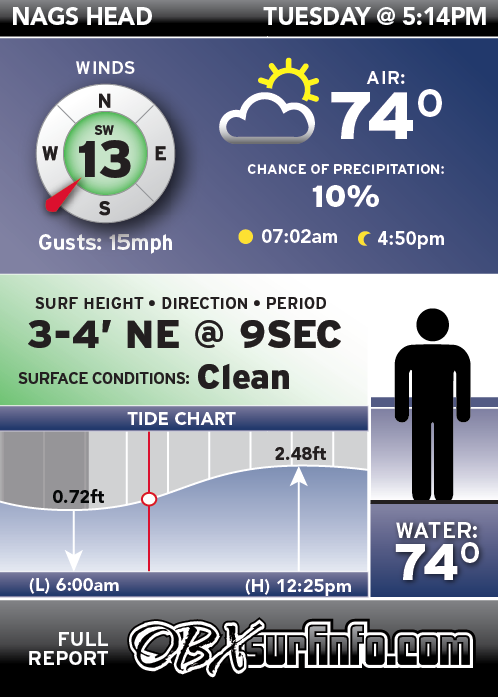 NAGS HEAD TUESDAY @ 5:14PM
WINDS
N
SW
W 13 E
S
Gusts: 15mph
AIR:
74°
CHANCE OF PRECIPITATION:
10%
07:02am 4:50pm
SURF HEIGHT • DIRECTION • PERIOD
3-4' NE @ 9SEC
SURFACE CONDITIONS: Clean
TIDE CHART
2.48ft
0.72ft
(L) 6:00am (H) 12:25pm
WATER:
74°
FULL
REPORT
OBXsurfinfo.com